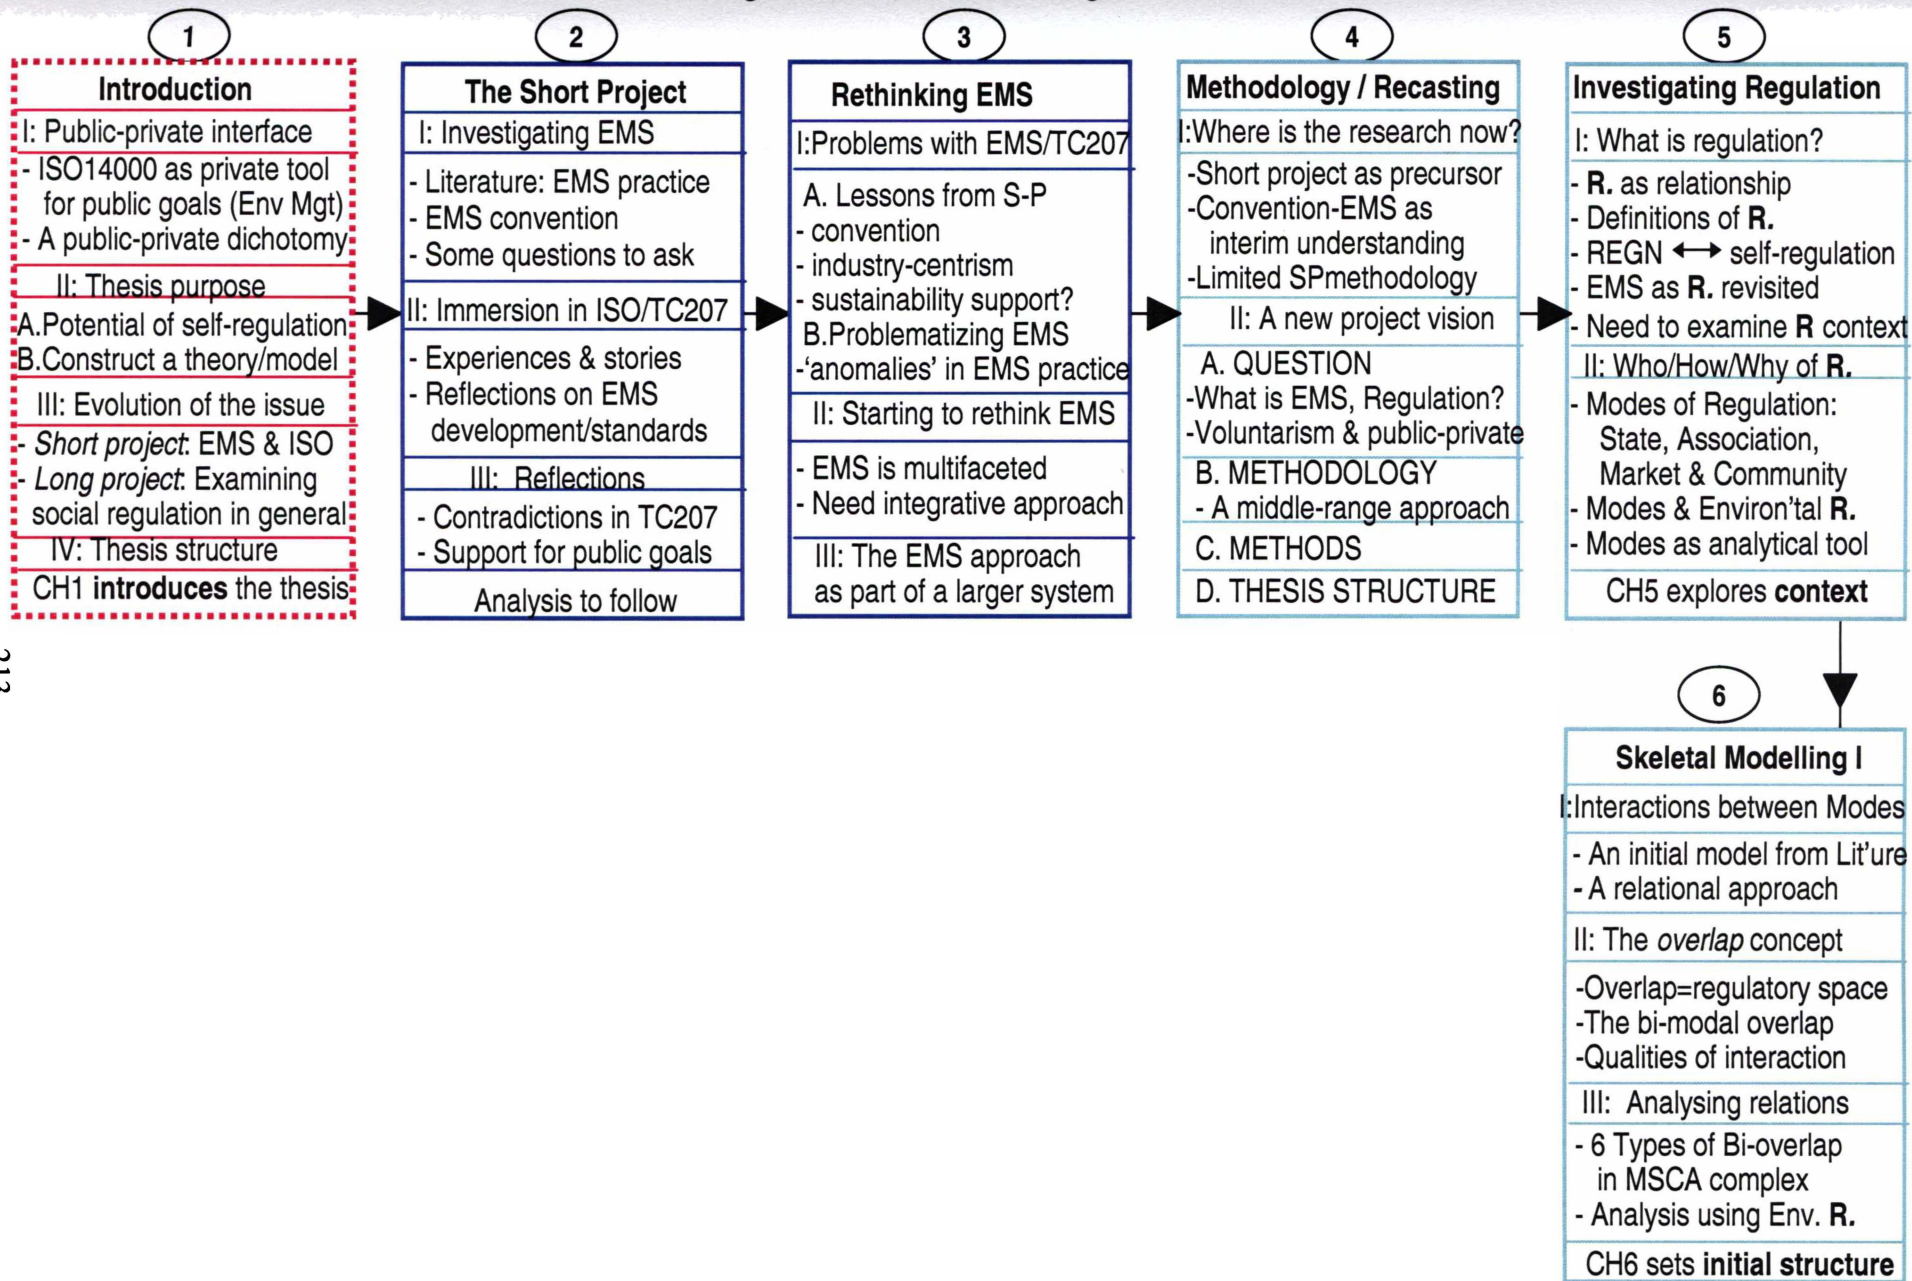 1
Introduction
I: Public-private interface
- ISO14000 as private tool
for public goals (Env Mgt)
- A public-private dichotomy
II: Thesis purpose
A.Potential of self-regulation
B.Construct a theory/model
III: Evolution of the issue
- Short project: EMS & ISO
- Long project: Examining
social regulation in general
IV: Thesis structure
CH1 introduces the thesis
2
The Short Project
I: Investigating EMS
- Literature: EMS practice
- EMS convention
- Some questions to ask
II: Immersion in ISO/TC207
- Experiences & stories
- Reflections on EMS
development/standards
III: Reflections
- Contradictions in TC207
- Support for public goals
Analysis to follow
3
Rethinking EMS
I:Problems with EMS/TC207
A. Lessons from S-P
- convention
- industry-centrism
- sustainability support?
B.Problematizing EMS
-‘anomalies’ in EMS practice
II: Starting to rethink EMS
- EMS is multifaceted
- Need integrative approach
III: The EMS approach
as part of a larger system
4
Methodology / Recasting
I:Where is the research now?
-Short project as precursor
-Convention-EMS as
interim understanding
-Limited SPmethodology
II: A new project vision
A. QUESTION
-What is EMS, Regulation?
-Voluntarism & public-private
B. METHODOLOGY
- A middle-range approach
C. METHODS
D. THESIS STRUCTURE
5
Investigating Regulation
I: What is regulation?
- R. as relationship
- Definitions of R.
- REGN ↔ self-regulation
- EMS as R. revisited
- Need to examine R context
II: Who/How/Why of R.
- Modes of Regulation:
State, Association,
Market & Community
- Modes & Environ'tal R.
- Modes as analytical tool
CH5 explores context
6
Skeletal Modelling I
I:Interactions between Modes
- An initial model from Lit'ure
- A relational approach
II: The overlap concept
-Overlap=regulatory space
-The bi-modal overlap
-Qualities of interaction
III: Analysing relations
- 6 Types of Bi-overlap
in MSCA complex
- Analysis using Env. R.
CH6 sets initial structure